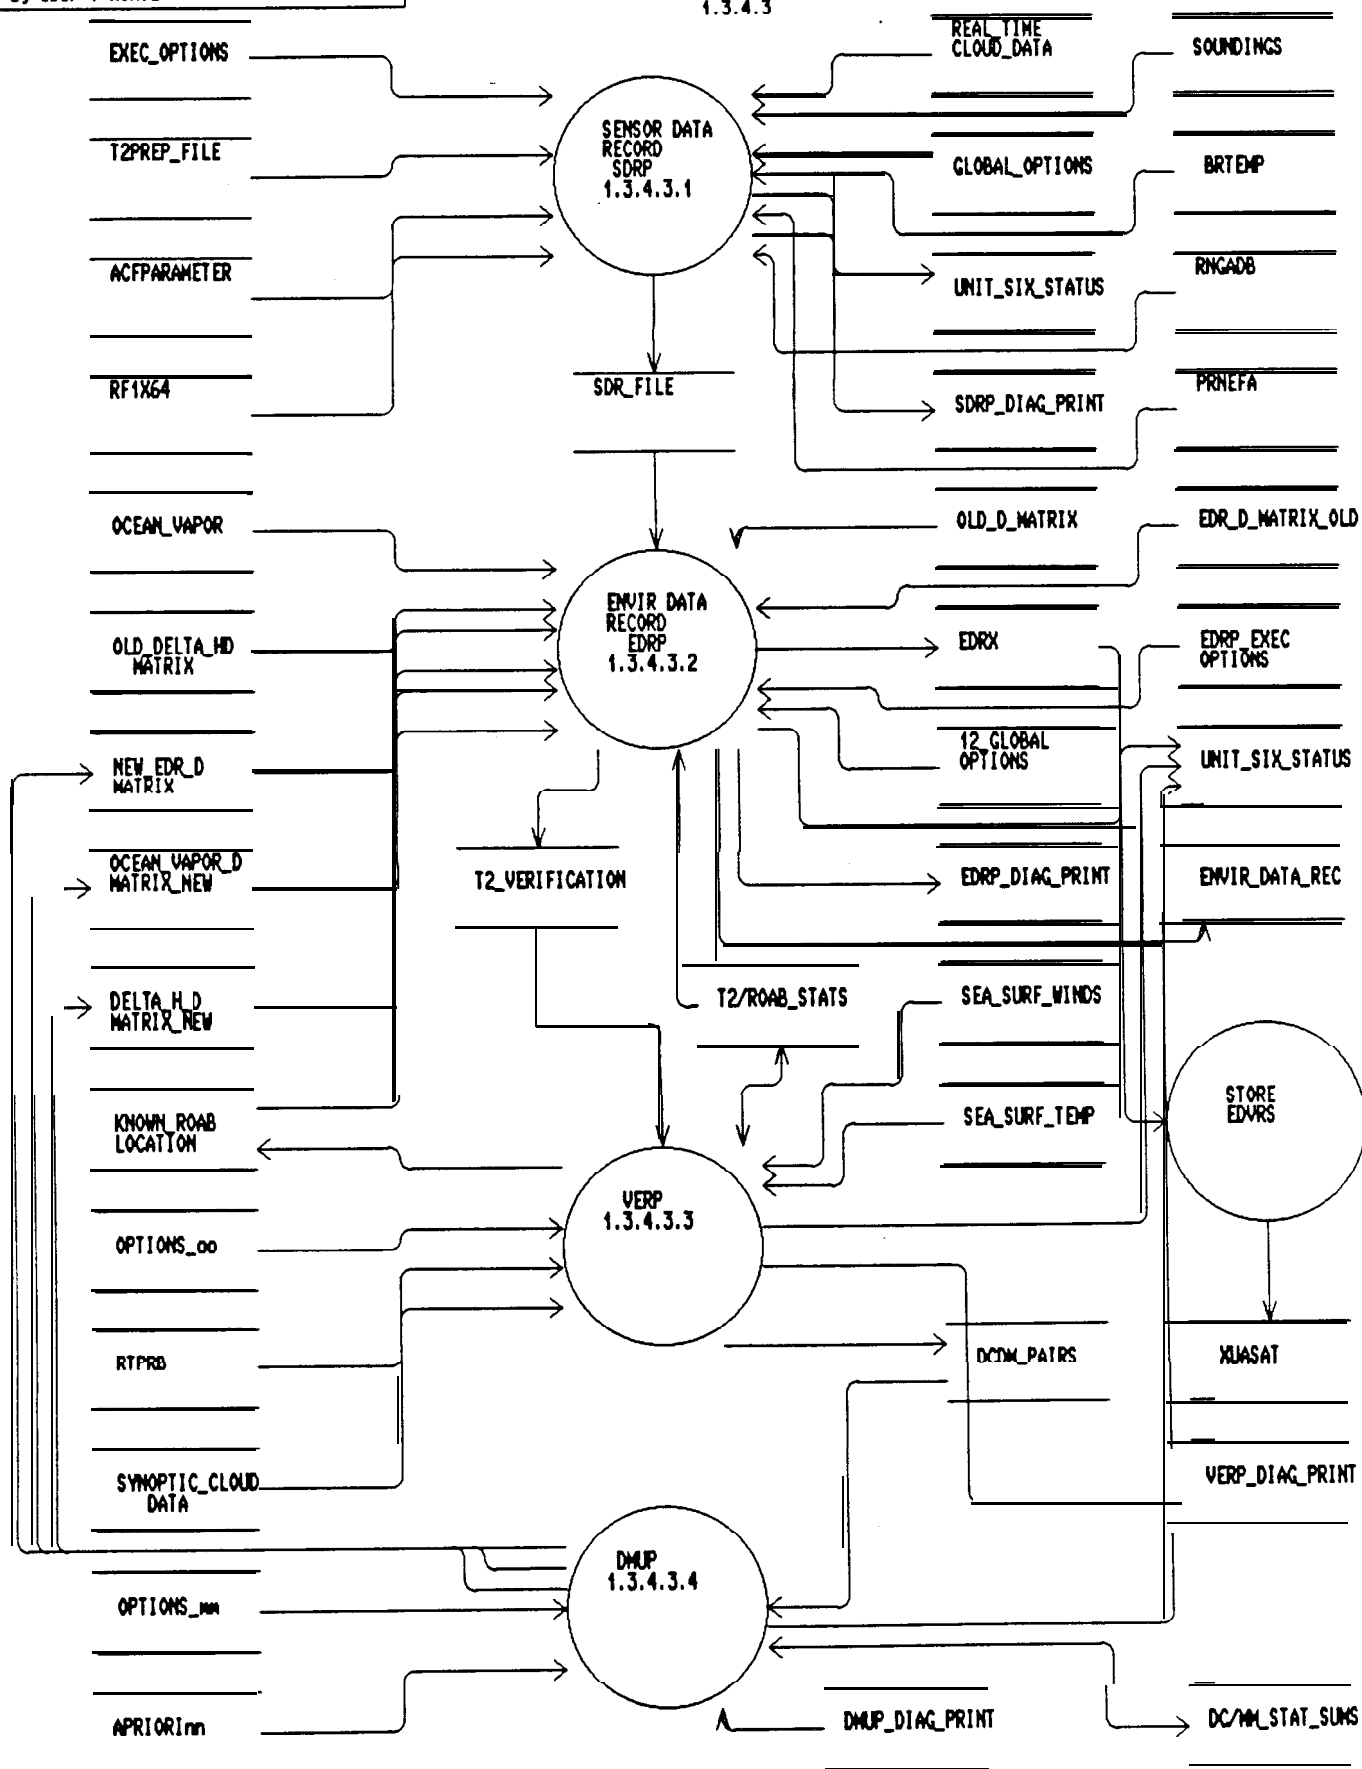 1.3.4.3
EXEC_OPTIONS
REAL_TIME
CLOUD_DATA
SOUNDINGS
T2PREP_FILE
SENSOR DATA
RECORD
SDRP
1.3.4.3.1
GLOBAL_OPTIONS
BRTEMP
ACFPARAMETER
UNIT_SIX_STATUS
RNGADB
RF1X64
SDR_FILE
SDRP_DIAG_PRINT
PRNEFA
OCEAN_VAPOR
OLD_D_MATRIX
EDR_D_MATRIX_OLD
OLD_DELTA_HD
MATRIX
ENVIR DATA
RECORD
EDRP
1.3.4.3.2
EDRX
EDRP_EXEC
OPTIONS
NEW_EDR_D
MATRIX
12_GLOBAL
OPTIONS
UNIT_SIX_STATUS
OCEAN_VAPOR_D
MATRIX_NEW
T2_VERIFICATION
EDRP_DIAG_PRINT
ENVIR_DATA_REC
DELTA_H_D
MATRIX_NEW
T2/ROAB_STATS
SEA_SURF_WINDS
KNOWN_ROAB
LOCATION
SEA_SURF_TEMP
STORE
EDVRS
OPTIONS_oo
VERP
1.3.4.3.3
RTPRB
DCDM_PAIRS
XUASAT
SYNOPTIC_CLOUD
DATA
VERP_DIAG_PRINT
OPTIONS_mm
DMUP
1.3.4.3.4
APRIORInn
DMUP_DIAG_PRINT
DC/MM_STAT_SUMS